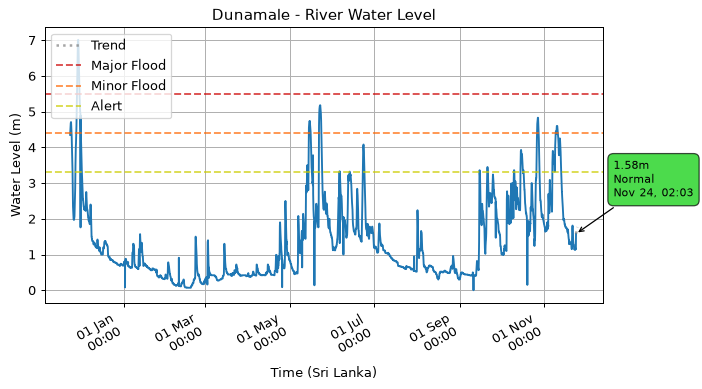 Dunamale - River Water Level
Trend
Major Flood
Minor Flood
Alert
Water Level (m)
7
6
5
4
3
2
1
0
1.58m
Normal
Nov 24, 02:03
01 Jan
00:00
01 Mar
00:00
01 May
00:00
01 Jul
00:00
01 Sep
00:00
01 Nov
00:00
Time (Sri Lanka)